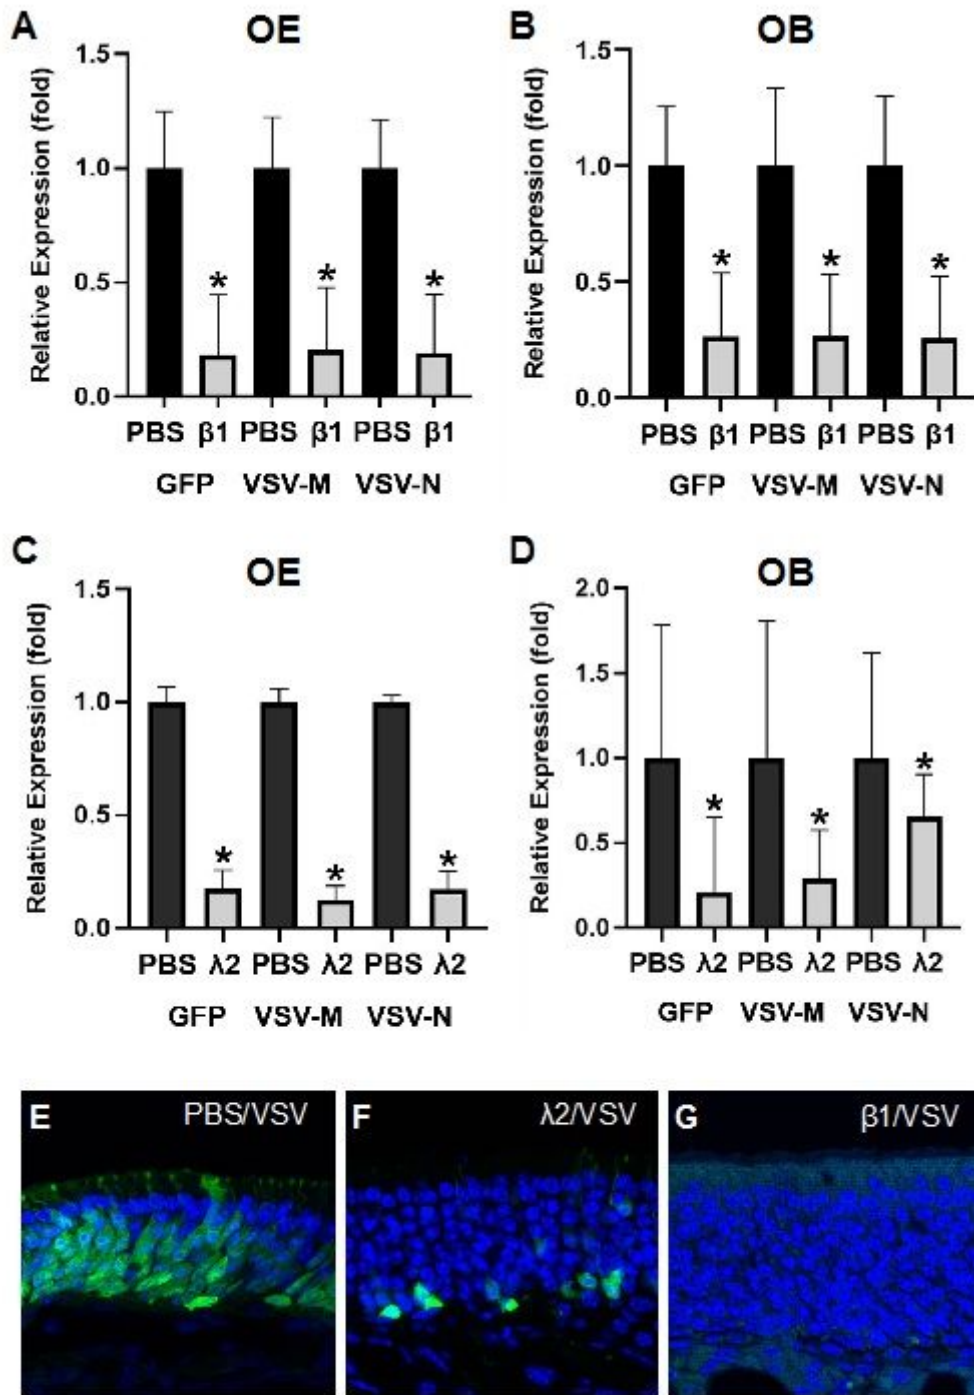 A OE
Relative Expression (fold)
1.5
1.0
0.5
0.0
* * *
PBS β1 PBS β1 PBS β1
GFP VSV-M VSV-N
B OB
Relative Expression (fold)
1.5
1.0
0.5
0.0
* * *
PBS β1 PBS β1 PBS β1
GFP VSV-M VSV-N
C OE
Relative Expression (fold)
1.5
1.0
0.5
0.0
* * *
PBS λ2 PBS λ2 PBS λ2
GFP VSV-M VSV-N
D OB
Relative Expression (fold)
2.0
1.5
1.0
0.5
0.0
* * *
PBS λ2 PBS λ2 PBS λ2
GFP VSV-M VSV-N
E PBS/VSV
F λ2/VSV
G β1/VSV